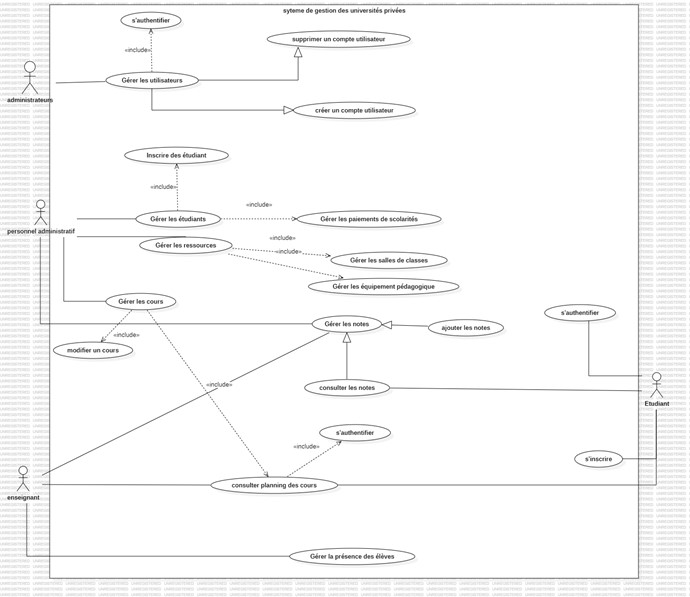 syteme de gestion des universités privées
s'authentifier
«include»
supprimer un compte utilisateur
Gérer les utilisateurs
administrateurs
créer un compte utilisateur
Inscrire des étudiant
«include»
«include»
Gérer les étudiants
Gérer les paiements de scolarités
personnel administratif
«include»
Gérer les ressources
«include»
Gérer les salles de classes
Gérer les équipement pédagogique
Gérer les cours
s'authentifier
Gérer les notes
ajouter les notes
«include»
modifier un cours
«include»
consulter les notes
Etudiant
s'authentifier
«include»
s'inscrire
enseignant
consulter planning des cours
Gérer la présence des élèves